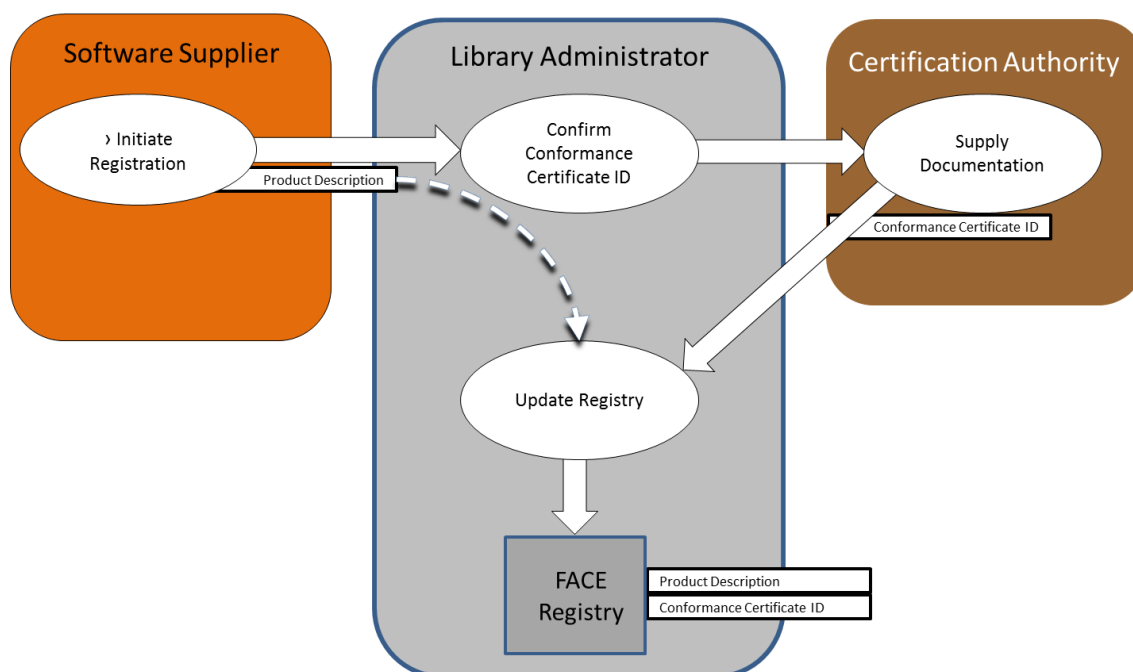 Software Supplier
Library Administrator
Certification Authority
› Initiate
Registration
Confirm
Conformance
Certificate ID
Supply
Documentation
Product Description
Conformance Certificate ID
Update Registry
FACE
Registry
Product Description
Conformance Certificate ID